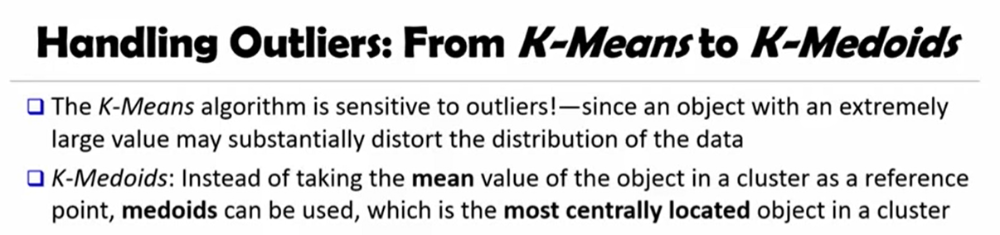 Handling Outliers: From K-Means to K-Medoids
The K-Means algorithm is sensitive to outliers!—since an object with an extremely
large value may substantially distort the distribution of the data
K-Medoids: Instead of taking the mean value of the object in a cluster as a reference
point, medoids can be used, which is the most centrally located object in a cluster